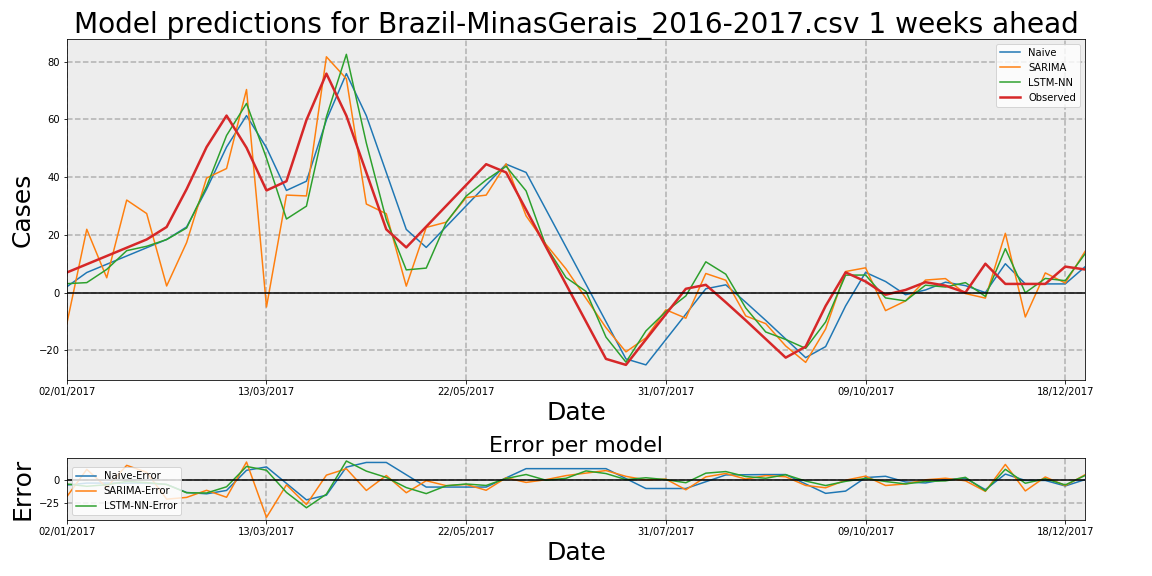 Model predictions for Brazil-MinasGerais_2016-2017.csv 1 weeks ahead
Cases
80
60
40
20
0
−20
Naive
SARIMA
LSTM-NN
Observed
02/01/2017 13/03/2017 22/05/2017 31/07/2017 09/10/2017 18/12/2017
Date
Error per model
Error
0
−25
Naive-Error
SARIMA-Error
LSTM-NN-Error
02/01/2017 13/03/2017 22/05/2017 31/07/2017 09/10/2017 18/12/2017
Date